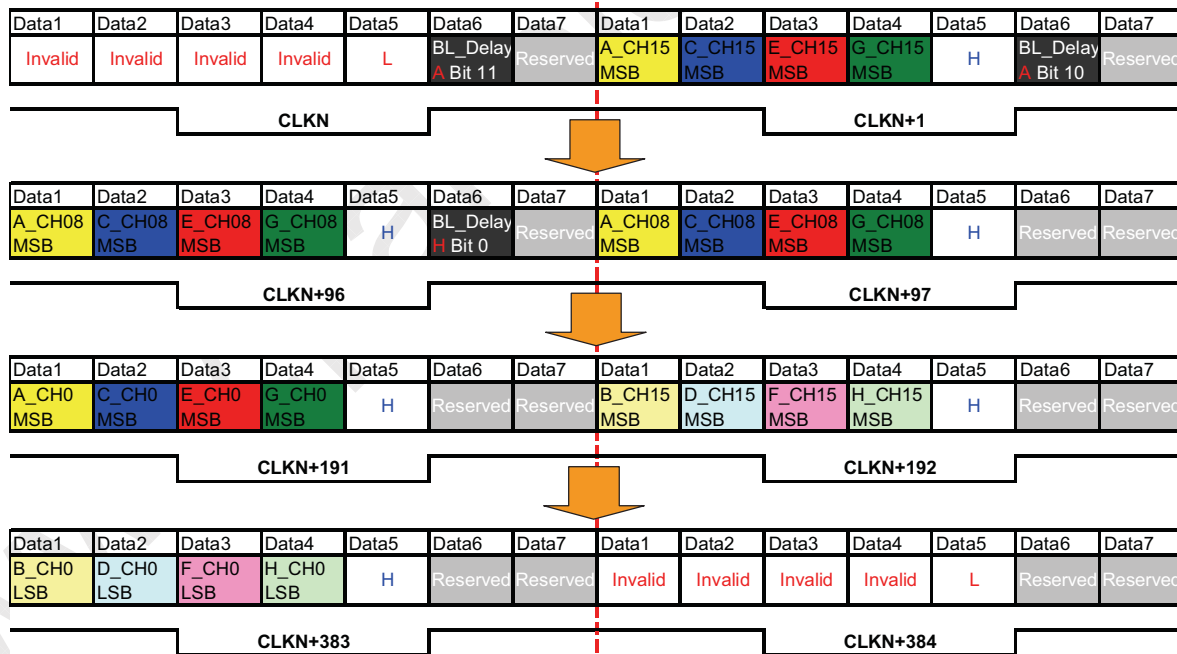 Data1 Data2 Data3 Data4 Data5 Data6 Data7 Data1 Data2 Data3 Data4 Data5 Data6 Data7
Invalid Invalid Invalid Invalid L BL_Delay A Bit 11 Reserved A_CH15 MSB C_CH15 MSB E_CH15 MSB G_CH15 MSB H BL_Delay A Bit 10 Reserved
CLKN CLKN+1
Data1 Data2 Data3 Data4 Data5 Data6 Data7 Data1 Data2 Data3 Data4 Data5 Data6 Data7
A_CH08 MSB C_CH08 MSB E_CH08 MSB G_CH08 MSB H BL_Delay H Bit 0 Reserved A_CH08 MSB C_CH08 MSB E_CH08 MSB G_CH08 MSB H Reserved Reserved
CLKN+96 CLKN+97
Data1 Data2 Data3 Data4 Data5 Data6 Data7 Data1 Data2 Data3 Data4 Data5 Data6 Data7
A_CH0 MSB C_CH0 MSB E_CH0 MSB G_CH0 MSB H Reserved Reserved B_CH15 MSB D_CH15 MSB F_CH15 MSB H_CH15 MSB H Reserved Reserved
CLKN+191 CLKN+192
Data1 Data2 Data3 Data4 Data5 Data6 Data7 Data1 Data2 Data3 Data4 Data5 Data6 Data7
B_CH0 LSB D_CH0 LSB F_CH0 LSB H_CH0 LSB H Reserved Reserved Invalid Invalid Invalid Invalid L Reserved Reserved
CLKN+383 CLKN+384